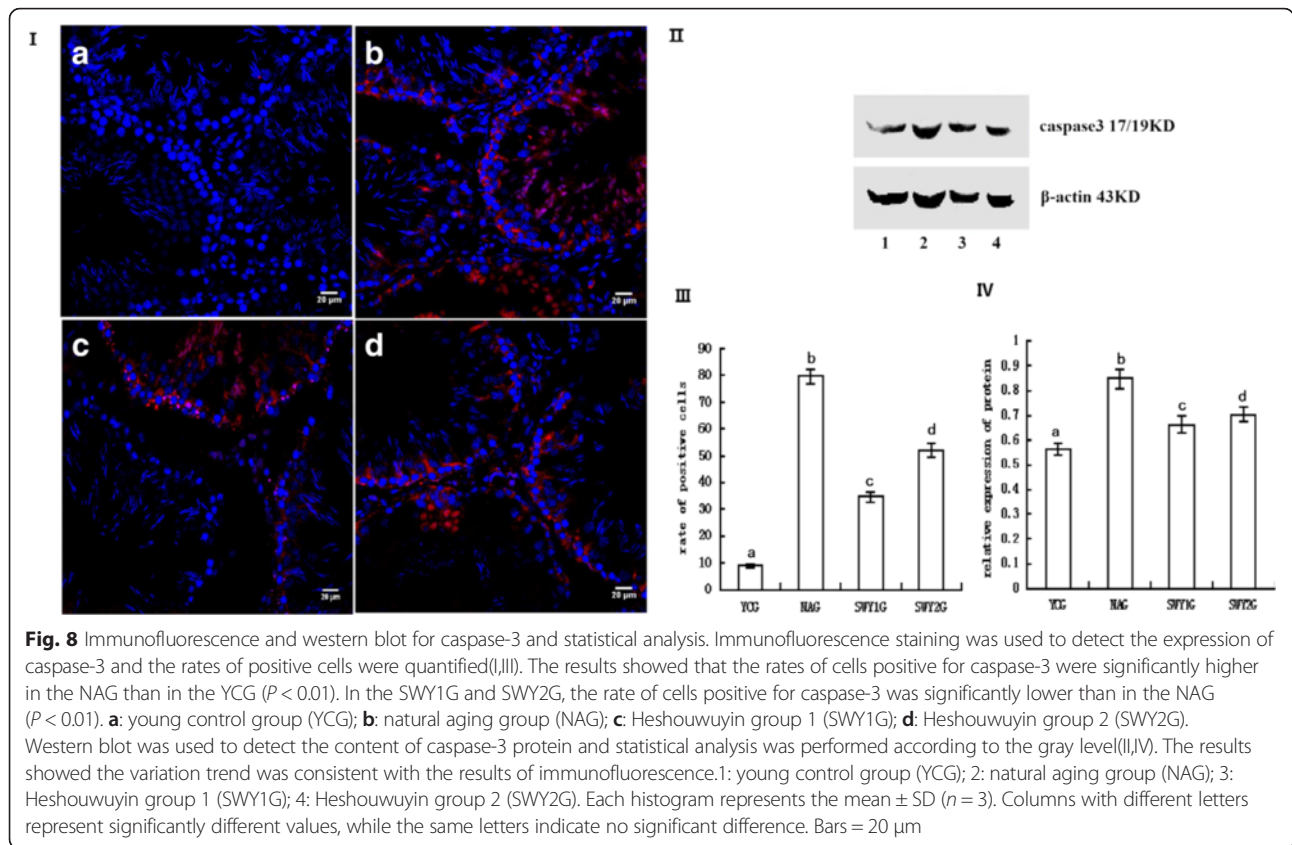 I
a
b
20 µm
20 µm
c
d
20 µm
20 µm
II
caspase3 17/19KD
β-actin 43KD
1 2 3 4
III
rate of positive cells
90
80
70
60
50
40
30
20
10
0
a
b
c
d
YCG NAG SWY1G SWY2G
IV
relative expression of protein
1
0.9
0.8
0.7
0.6
0.5
0.4
0.3
0.2
0.1
0
a
b
c
d
YCG NAG SWY1G SWY2G
Fig. 8 Immunofluorescence and western blot for caspase-3 and statistical analysis. Immunofluorescence staining was used to detect the expression of
caspase-3 and the rates of positive cells were quantified(I,III). The results showed that the rates of cells positive for caspase-3 were significantly higher
in the NAG than in the YCG (P < 0.01). In the SWY1G and SWY2G, the rate of cells positive for caspase-3 was significantly lower than in the NAG
(P < 0.01). a: young control group (YCG); b: natural aging group (NAG); c: Heshouwuyin group 1 (SWY1G); d: Heshouwuyin group 2 (SWY2G).
Western blot was used to detect the content of caspase-3 protein and statistical analysis was performed according to the gray level(II,IV). The results
showed the variation trend was consistent with the results of immunofluorescence.1: young control group (YCG); 2: natural aging group (NAG); 3:
Heshouwuyin group 1 (SWY1G); 4: Heshouwuyin group 2 (SWY2G). Each histogram represents the mean ± SD (n = 3). Columns with different letters
represent significantly different values, while the same letters indicate no significant difference. Bars = 20 µm